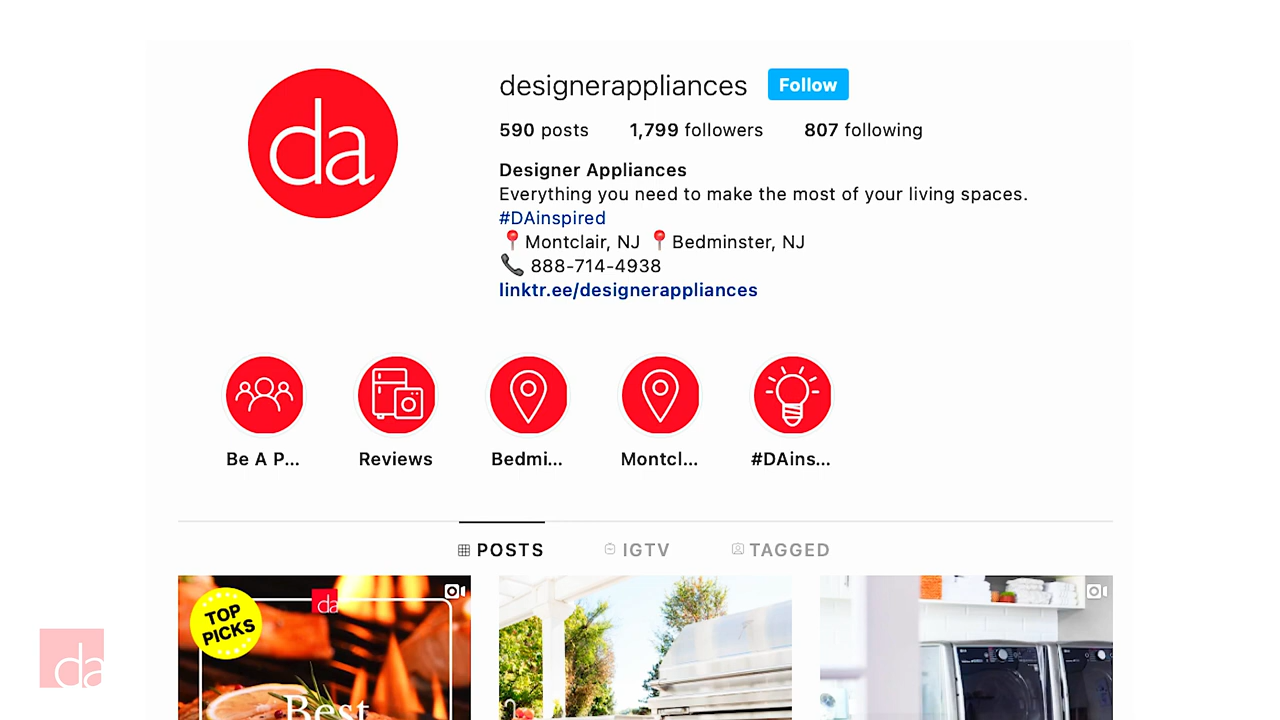 da
designerappliances
Follow
590 posts 1,799 followers 807 following
Designer Appliances
Everything you need to make the most of your living spaces.
#DAinspired
📍Montclair, NJ 📍Bedminster, NJ
📞 888-714-4938
linktr.ee/designerappliances
Be A P...
Reviews
Bedmi...
Montcl...
#DAins...
POSTS
IGTV
TAGGED
TOP
PICKS
da
Best
da